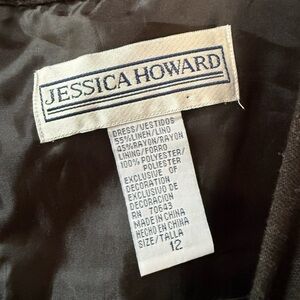 JESSICA HOWARD
DRESS/VESTIDOS
55%LINEN/LINO
45%RAYON/RAYON
LINING/FORRO
100% POLYESTER/
POLIESTER
EXCLUSIVE OF
DECORATION
EXCLUSIVO DE
DECORACION
RN 70643
MADE IN CHINA
HECHO EN CHINA
SIZE/TALLA
12